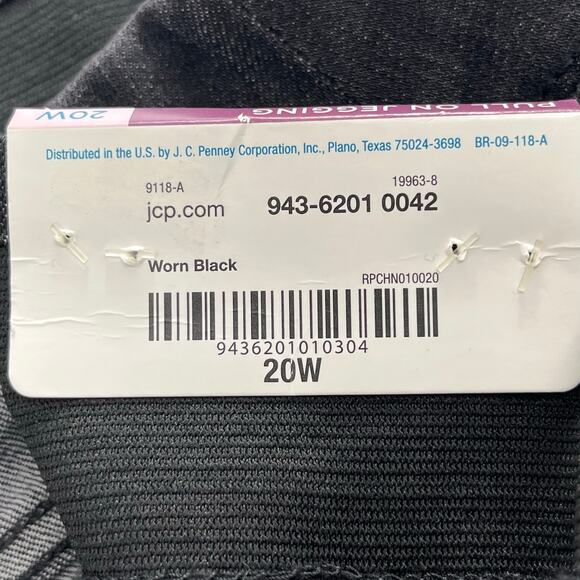 20W
PULL ON JEGGING
Distributed in the U.S. by J. C. Penney Corporation, Inc., Plano, Texas 75024-3698 BR-09-118-A
9118-A 19963-8
jcp.com 943-6201 0042
Worn Black
RPCHN010020
9436201010304
20W